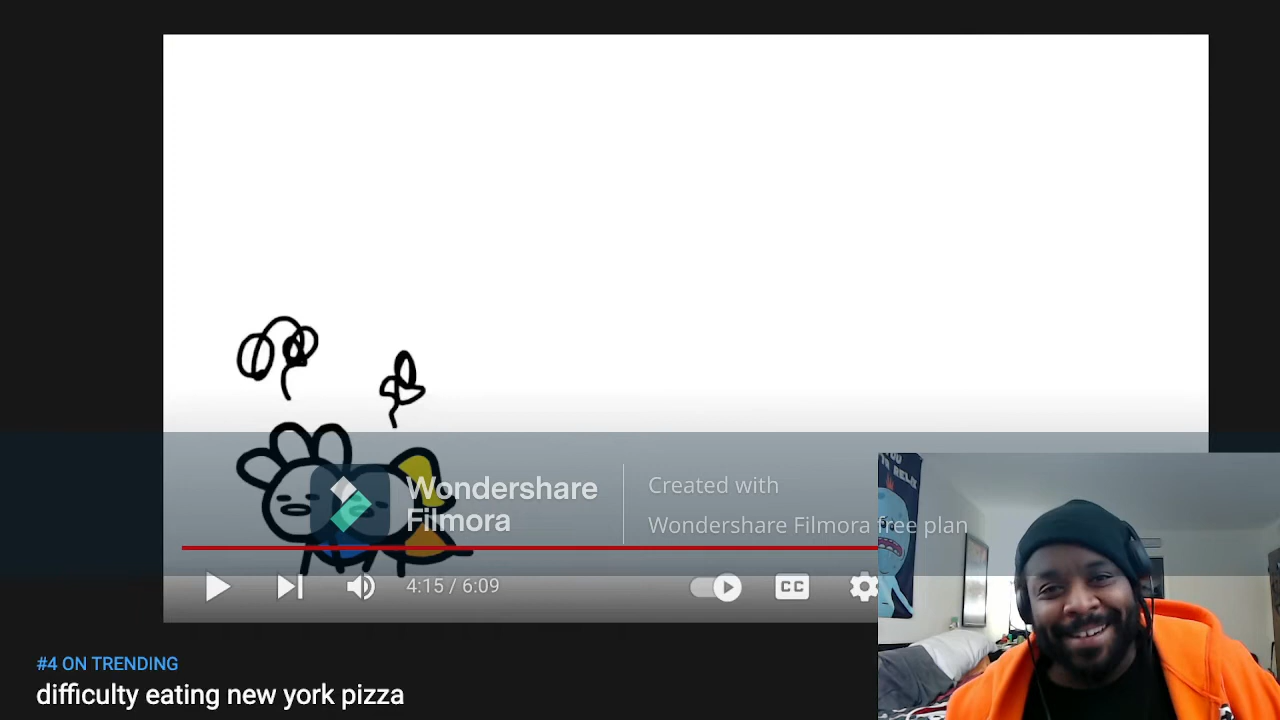 Wondershare
Filmora
Created with
Wondershare Filmora free plan
4:15 / 6:09
CC
#4 ON TRENDING
difficulty eating new york pizza